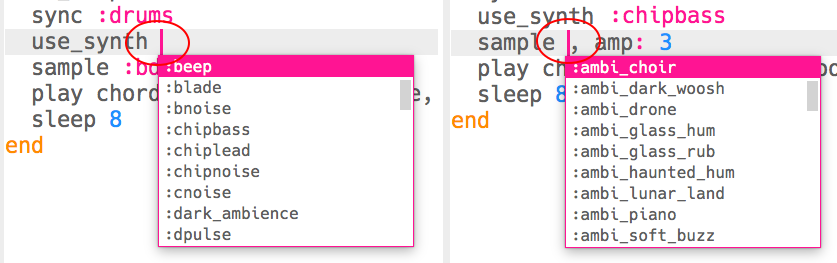 sync :drums
use_synth
sample :bo
play chord e,
sleep 8
end
:beep
:blade
:bnoise
:chipbass
:chiplead
:chipnoise
:cnoise
:dark_ambience
:dpulse
use_synth :chipbass
sample , amp: 3
play ch
sleep 8
end
:ambi_choir
:ambi_dark_woosh
:ambi_drone
:ambi_glass_hum
:ambi_glass_rub
:ambi_haunted_hum
:ambi_lunar_land
:ambi_piano
:ambi_soft_buzz